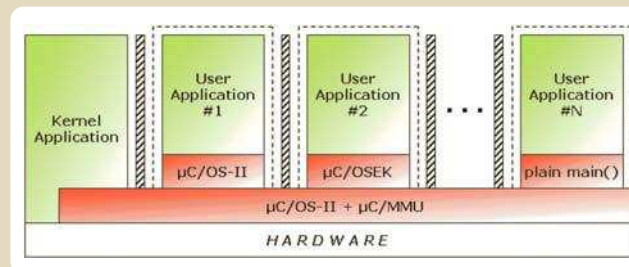 Kernel
Application
User
Application
#1
µC/OS-II
User
Application
#2
µC/OSEK
. . .
User
Application
#N
plain main()
µC/OS-II + µC/MMU
HARDWARE